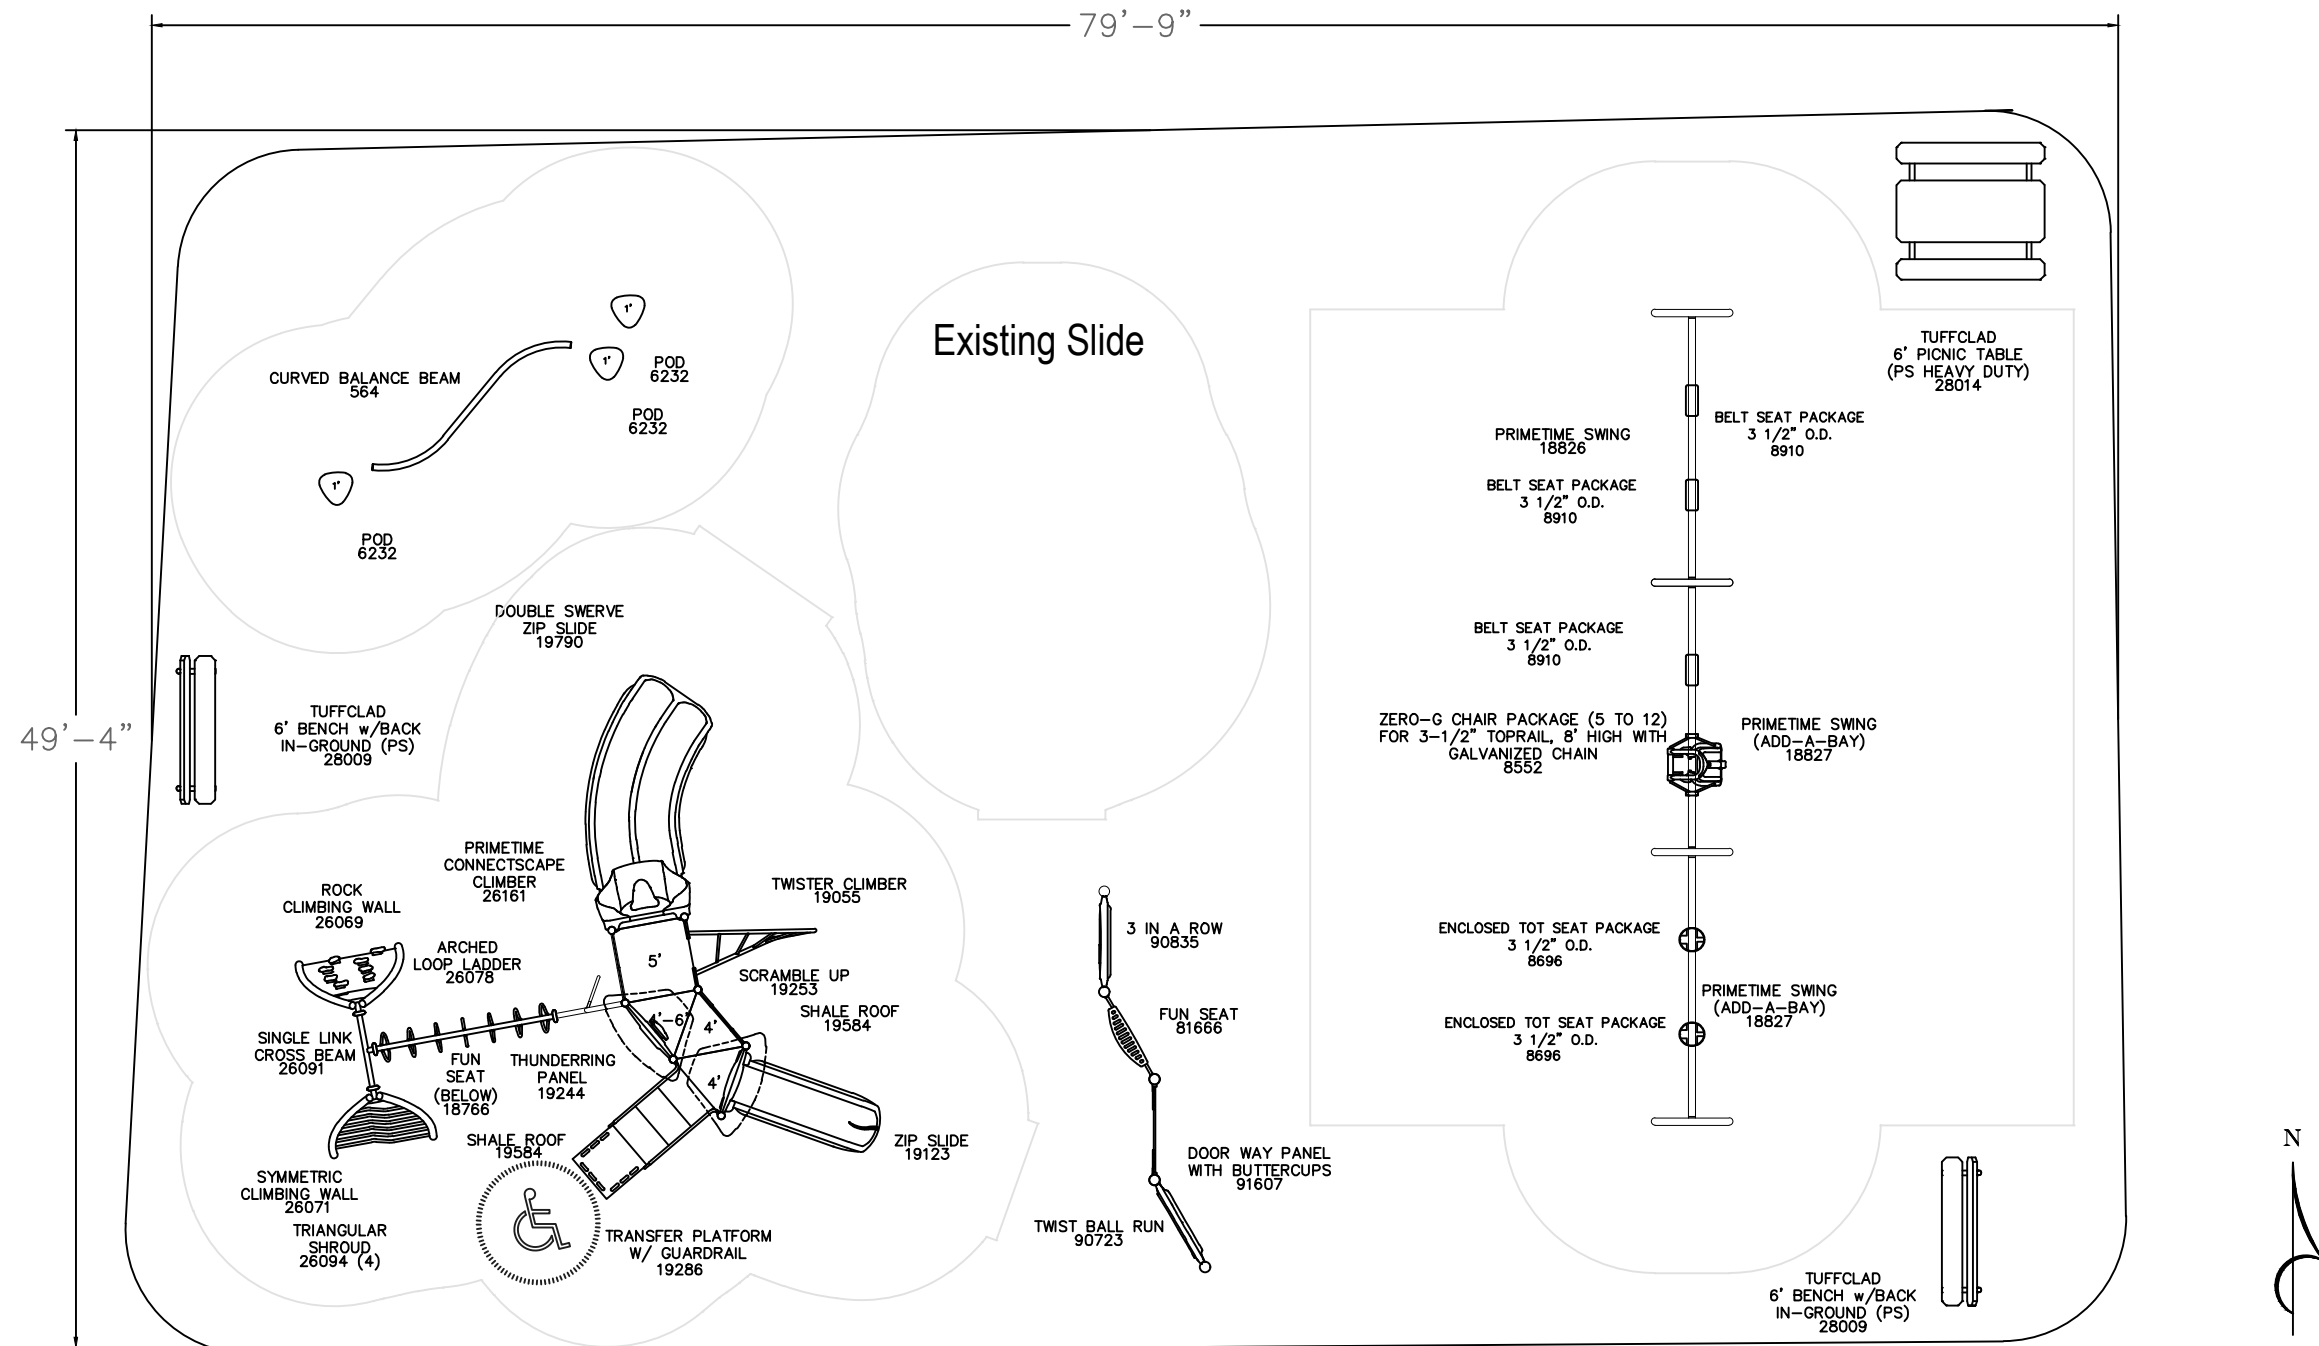 79'-9"
49'-4"
Existing Slide
1'
1'
1'
CURVED BALANCE BEAM
564
POD
6232
POD
6232
POD
6232
TUFFCLAD
6' PICNIC TABLE
(PS HEAVY DUTY)
28014
PRIMETIME SWING
18826
BELT SEAT PACKAGE
3 1/2" O.D.
8910
BELT SEAT PACKAGE
3 1/2" O.D.
8910
BELT SEAT PACKAGE
3 1/2" O.D.
8910
DOUBLE SWERVE
ZIP SLIDE
19790
TUFFCLAD
6' BENCH w/BACK
IN-GROUND (PS)
28009
ZERO-G CHAIR PACKAGE (5 TO 12)
FOR 3-1/2" TOPRAIL, 8' HIGH WITH
GALVANIZED CHAIN
8552
PRIMETIME SWING
(ADD-A-BAY)
18827
PRIMETIME
CONNECTSCAPE
CLIMBER
26161
ROCK
CLIMBING WALL
26069
ARCHED
LOOP LADDER
26078
TWISTER CLIMBER
19055
5'
SCRAMBLE UP
19253
SHALE ROOF
19584
4'-6"
4'
4'
SINGLE LINK
CROSS BEAM
26091
FUN
SEAT
(BELOW)
18766
THUNDERRING
PANEL
19244
SHALE ROOF
19584
ZIP SLIDE
19123
SYMMETRIC
CLIMBING WALL
26071
TRIANGULAR
SHROUD
26094 (4)
TRANSFER PLATFORM
W/ GUARDRAIL
19286
3 IN A ROW
90835
FUN SEAT
81666
DOOR WAY PANEL
WITH BUTTERCUPS
91607
TWIST BALL RUN
90723
ENCLOSED TOT SEAT PACKAGE
3 1/2" O.D.
8696
PRIMETIME SWING
(ADD-A-BAY)
18827
ENCLOSED TOT SEAT PACKAGE
3 1/2" O.D.
8696
TUFFCLAD
6' BENCH w/BACK
IN-GROUND (PS)
28009
N